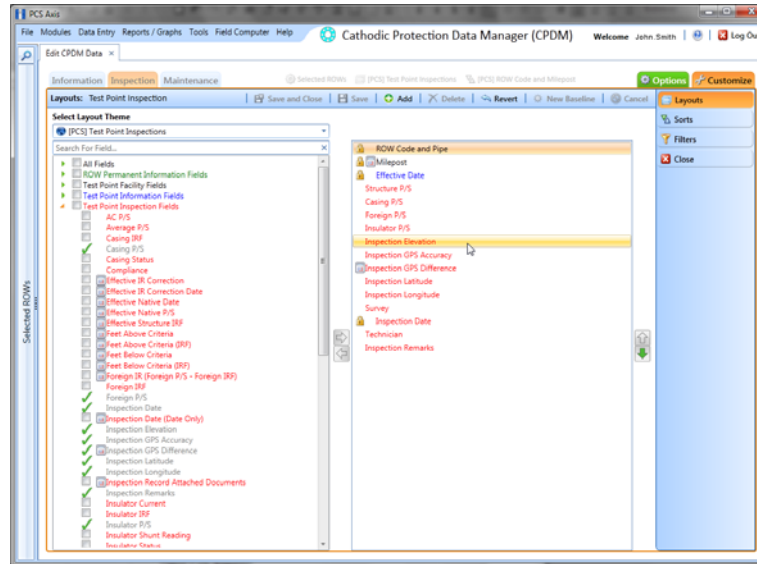 PCS Axis
File Modules Data Entry Reports / Graphs Tools Field Computer Help Cathodic Protection Data Manager (CPDM) Welcome John Smith Log Ou
Edit CPDM Data ×
Information Inspection Maintenance Selected ROWs [PCS] Test Point Inspections [PCS] ROW Code and Milepost Options Customize
Layouts: Test Point Inspection Save and Close Save Add Delete Revert New Baseline Cancel Layouts
Select Layout Theme
[PCS] Test Point Inspections
Search For Field...
All Fields
ROW Permanent Information Fields
Test Point Facility Fields
Test Point Information Fields
Test Point Inspection Fields
AC P/S
Average P/S
Casing IRF
Casing P/S
Casing Status
Compliance
Effective IR Correction
Effective IR Correction Date
Effective Native Date
Effective Native P/S
Effective Structure IRF
Feet Above Criteria
Feet Above Criteria (IRF)
Feet Below Criteria
Feet Below Criteria (IRF)
Foreign IR (Foreign P/S - Foreign IRF)
Foreign IRF
Foreign P/S
Inspection Date
Inspection Date (Date Only)
Inspection Elevation
Inspection GPS Accuracy
Inspection GPS Difference
Inspection Latitude
Inspection Longitude
Inspection Record Attached Documents
Inspection Remarks
Insulator Current
Insulator IRF
Insulator P/S
Insulator Shunt Reading
Insulator Status
ROW Code and Pipe
Milepost
Effective Date
Structure P/S
Casing P/S
Foreign P/S
Insulator P/S
Inspection Elevation
Inspection GPS Accuracy
Inspection GPS Difference
Inspection Latitude
Inspection Longitude
Survey
Inspection Date
Technician
Inspection Remarks
Sorts
Filters
Close
Selected ROWs